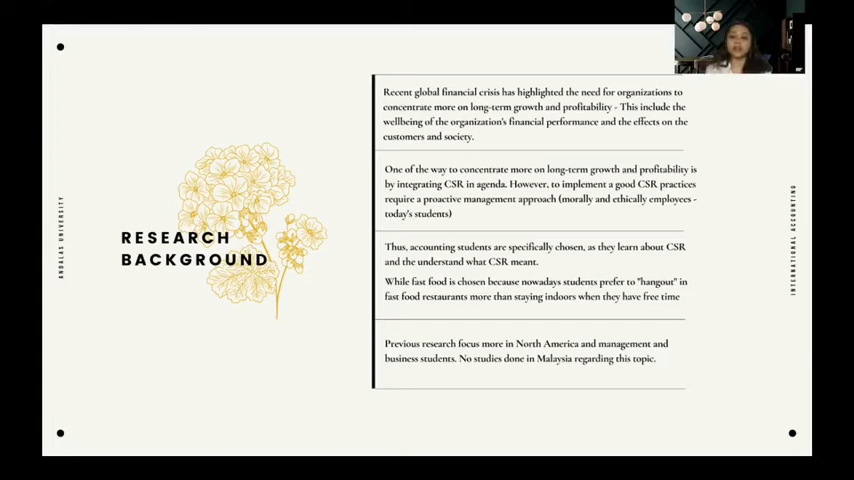 Recent global financial crisis has highlighted the need for organizations to
concentrate more on long-term growth and profitability - This include the
wellbeing of the organization's financial performance and the effects on the
customers and society.
One of the way to concentrate more on long-term growth and profitability is
by integrating CSR in agenda. However, to implement a good CSR practices
require a proactive management approach (morally and ethically employees -
today's students)
RESEARCH
BACKGROUND
Thus, accounting students are specifically chosen, as they learn about CSR
and the understand what CSR meant.
While fast food is chosen because nowadays students prefer to "hangout" in
fast food restaurants more than staying indoors when they have free time
Previous research focus more in North America and management and
business students. No studies done in Malaysia regarding this topic.
ANDALAS UNIVERSITY
INTERNATIONAL ACCOUNTING